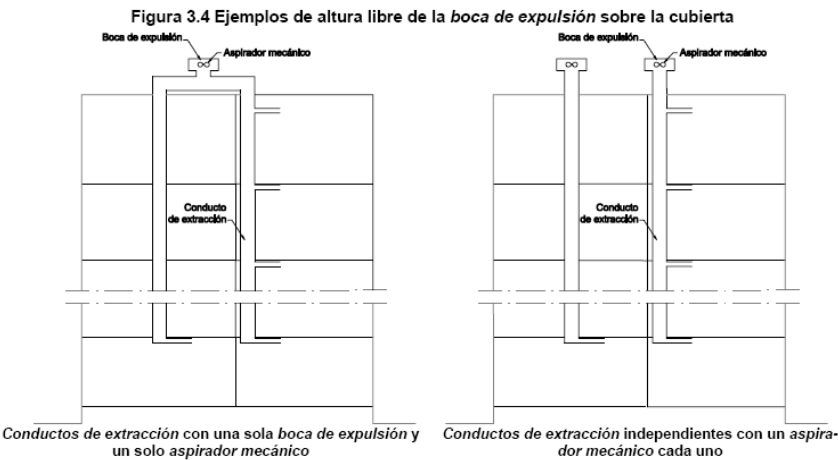 Figura 3.4 Ejemplos de altura libre de la boca de expulsión sobre la cubierta
Boca de expulsión
Aspirador mecánico
Conducto
de extracción
Boca de expulsión
Aspirador mecánico
Conducto
de extracción
Conductos de extracción con una sola boca de expulsión y
un solo aspirador mecánico
Conductos de extracción independientes con un aspira-
dor mecánico cada uno